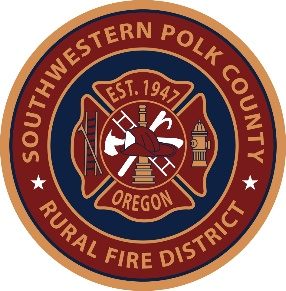 SOUTHWESTERN POLK COUNTY
EST. 1947
OREGON
RURAL FIRE DISTRICT